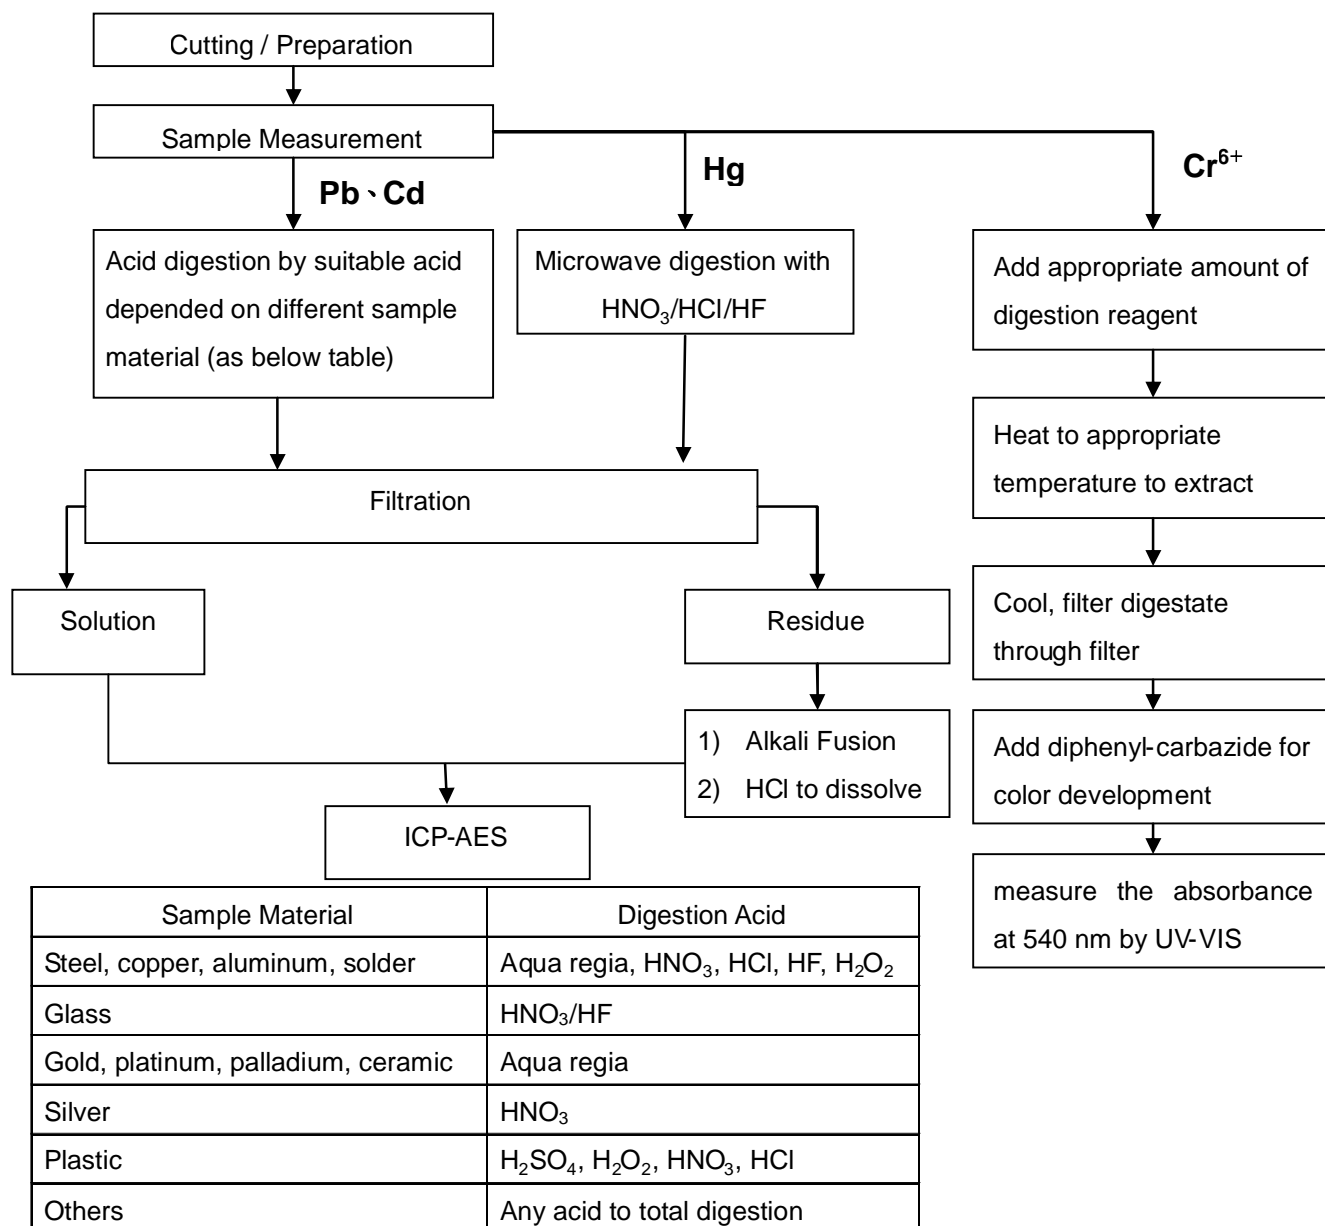 Cutting / Preparation
Sample Measurement
Pb、Cd
Hg
Cr⁶⁺
Acid digestion by suitable acid
depended on different sample
material (as below table)
Microwave digestion with
HNO₃/HCl/HF
Add appropriate amount of
digestion reagent
Heat to appropriate
temperature to extract
Filtration
Solution
Residue
Cool, filter digestate
through filter
1) Alkali Fusion
2) HCl to dissolve
Add diphenyl-carbazide for
color development
ICP-AES
measure the absorbance
at 540 nm by UV-VIS
Sample Material Digestion Acid
Steel, copper, aluminum, solder Aqua regia, HNO₃, HCl, HF, H₂O₂
Glass HNO₃/HF
Gold, platinum, palladium, ceramic Aqua regia
Silver HNO₃
Plastic H₂SO₄, H₂O₂, HNO₃, HCl
Others Any acid to total digestion